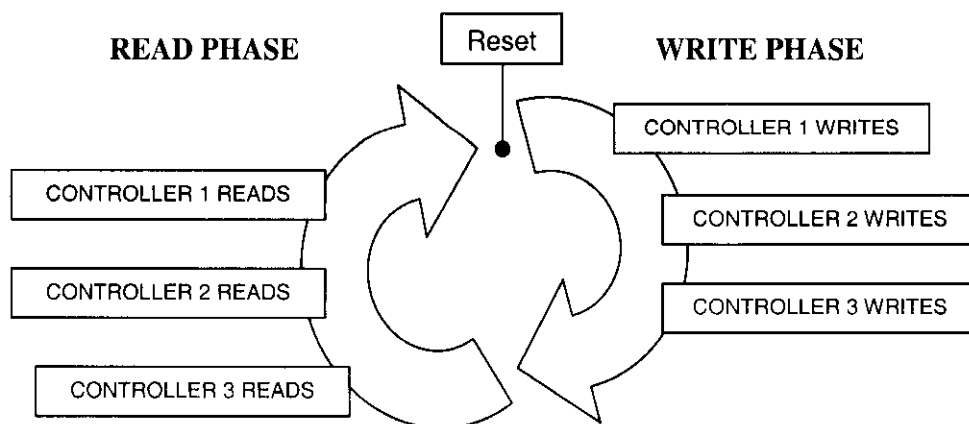 READ PHASE
Reset
WRITE PHASE
CONTROLLER 1 WRITES
CONTROLLER 1 READS
CONTROLLER 2 WRITES
CONTROLLER 2 READS
CONTROLLER 3 WRITES
CONTROLLER 3 READS